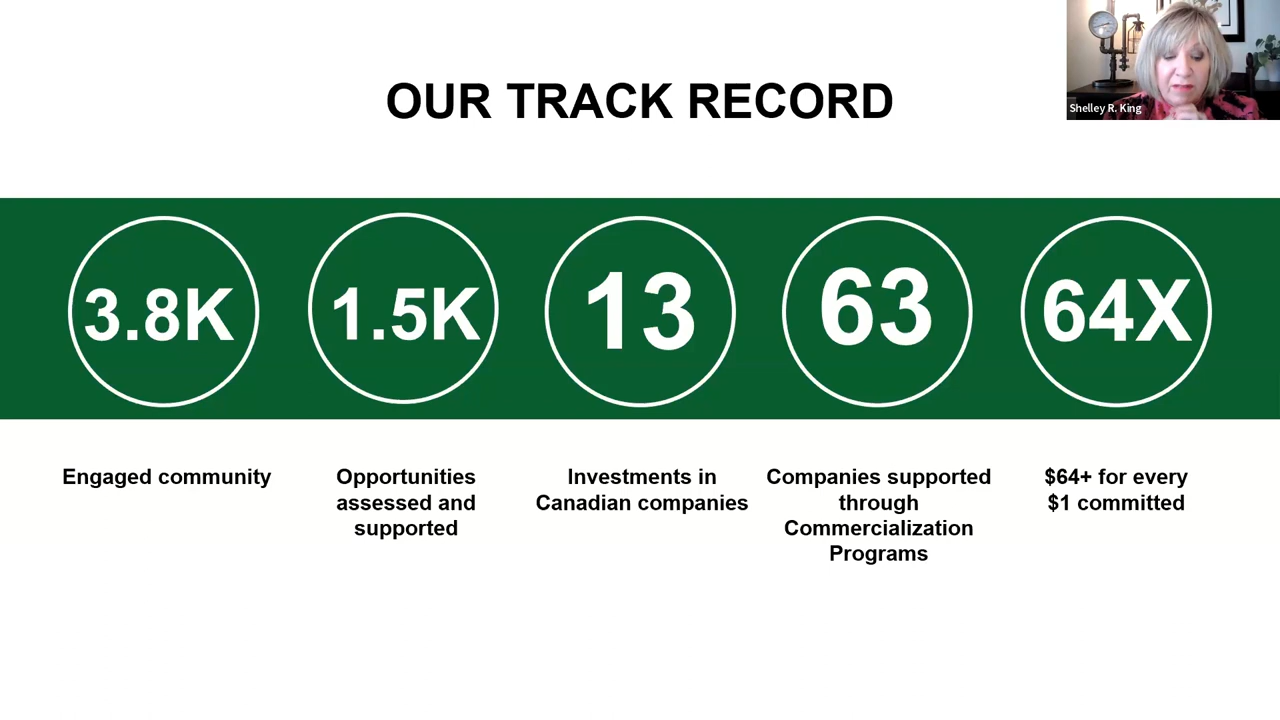 OUR TRACK RECORD
Shelley R. King
3.8K
1.5K
13
63
64X
Engaged community
Opportunities
assessed and
supported
Investments in
Canadian companies
Companies supported
through
Commercialization
Programs
$64+ for every
$1 committed